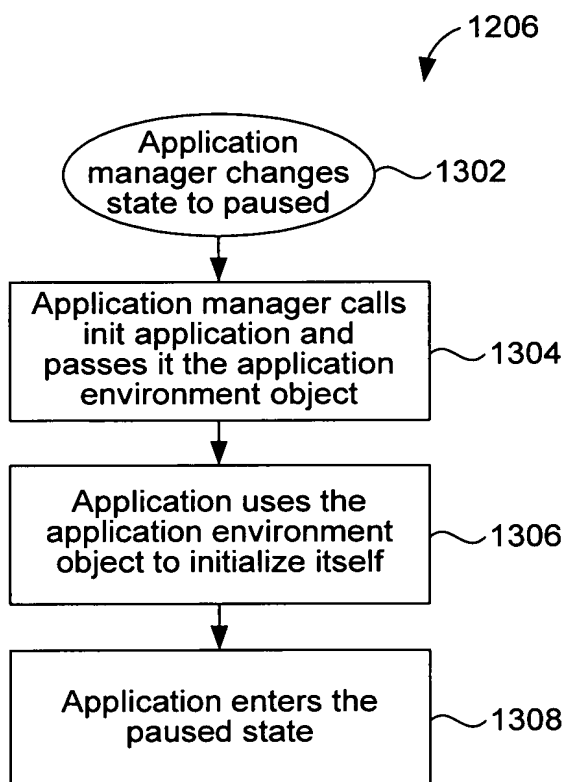 1206
Application
manager changes
state to paused
1302
Application manager calls
init application and
passes it the application
environment object
1304
Application uses the
application environment
object to initialize itself
1306
Application enters the
paused state
1308